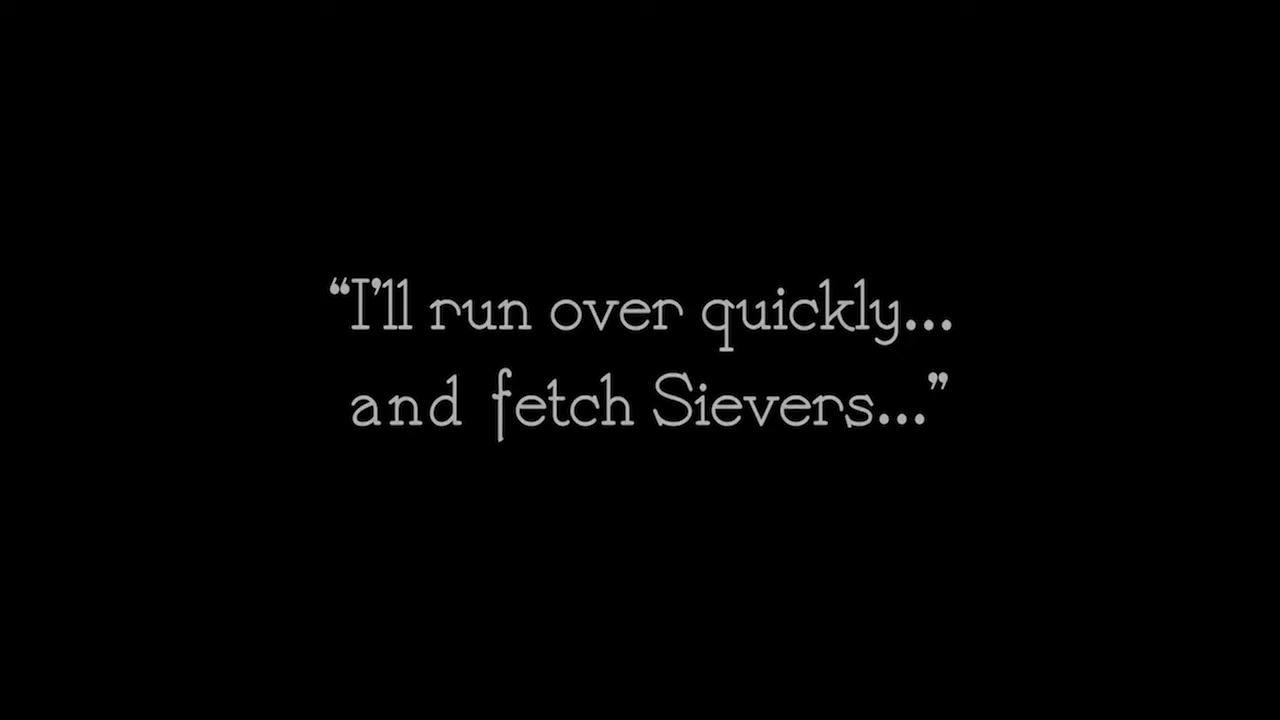 “I’ll run over quickly...
and fetch Sievers...”